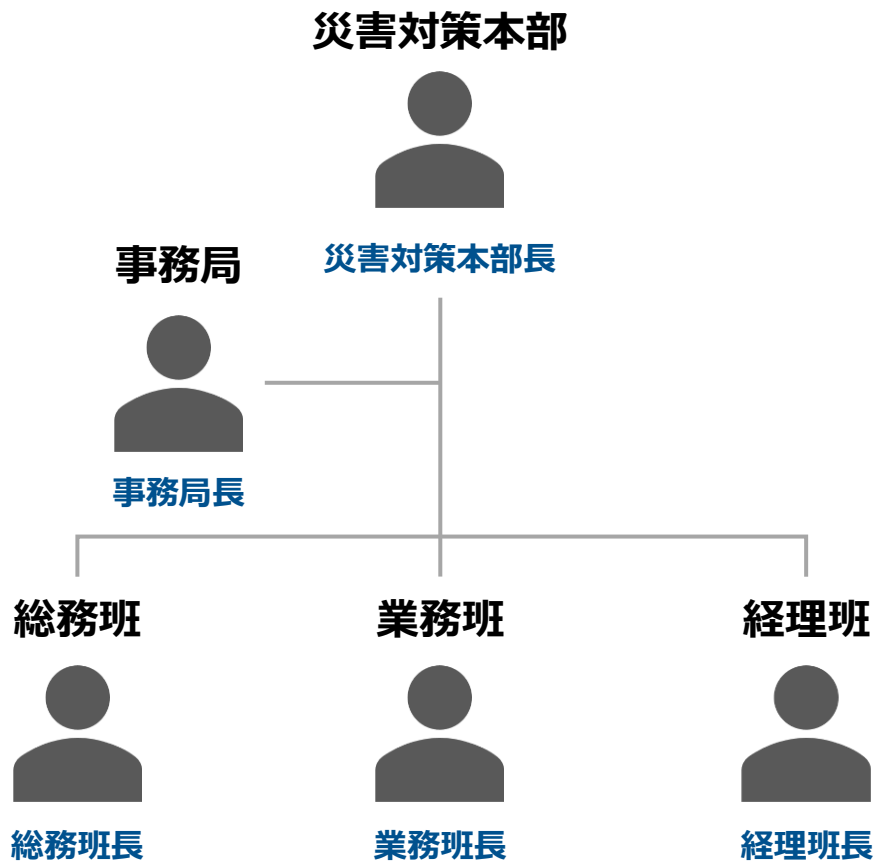 災害対策本部
災害対策本部長
事務局
事務局長
総務班
業務班
経理班
総務班長
業務班長
経理班長